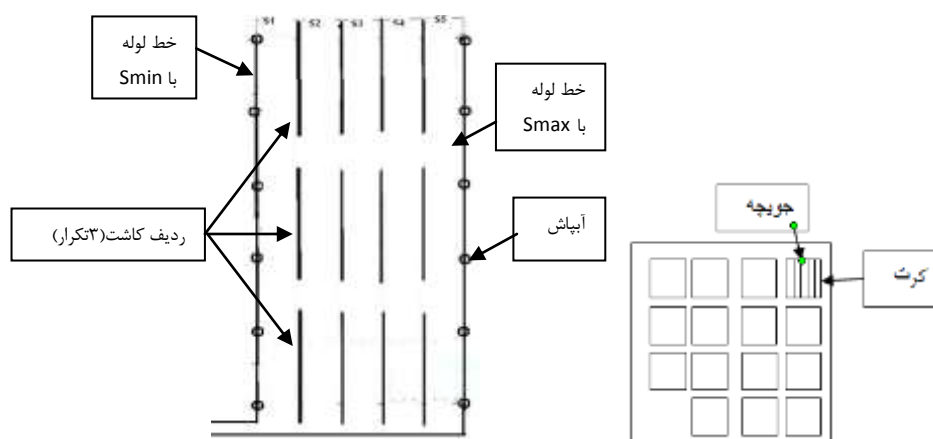 S1 S2 S3 S4 S5
خط لوله
با Smin
خط لوله
با Smax
ردیف کاشت(۳تکرار)
آبپاش
جویچه
کرت